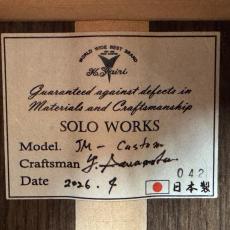 WORLD WIDE BEST BRAND
K. Yairi
Guaranteed against defects in
Materials and Craftsmanship
SOLO WORKS
Model. JM - Custom
Craftsman Y.
042
Date 2026. 4
日本製